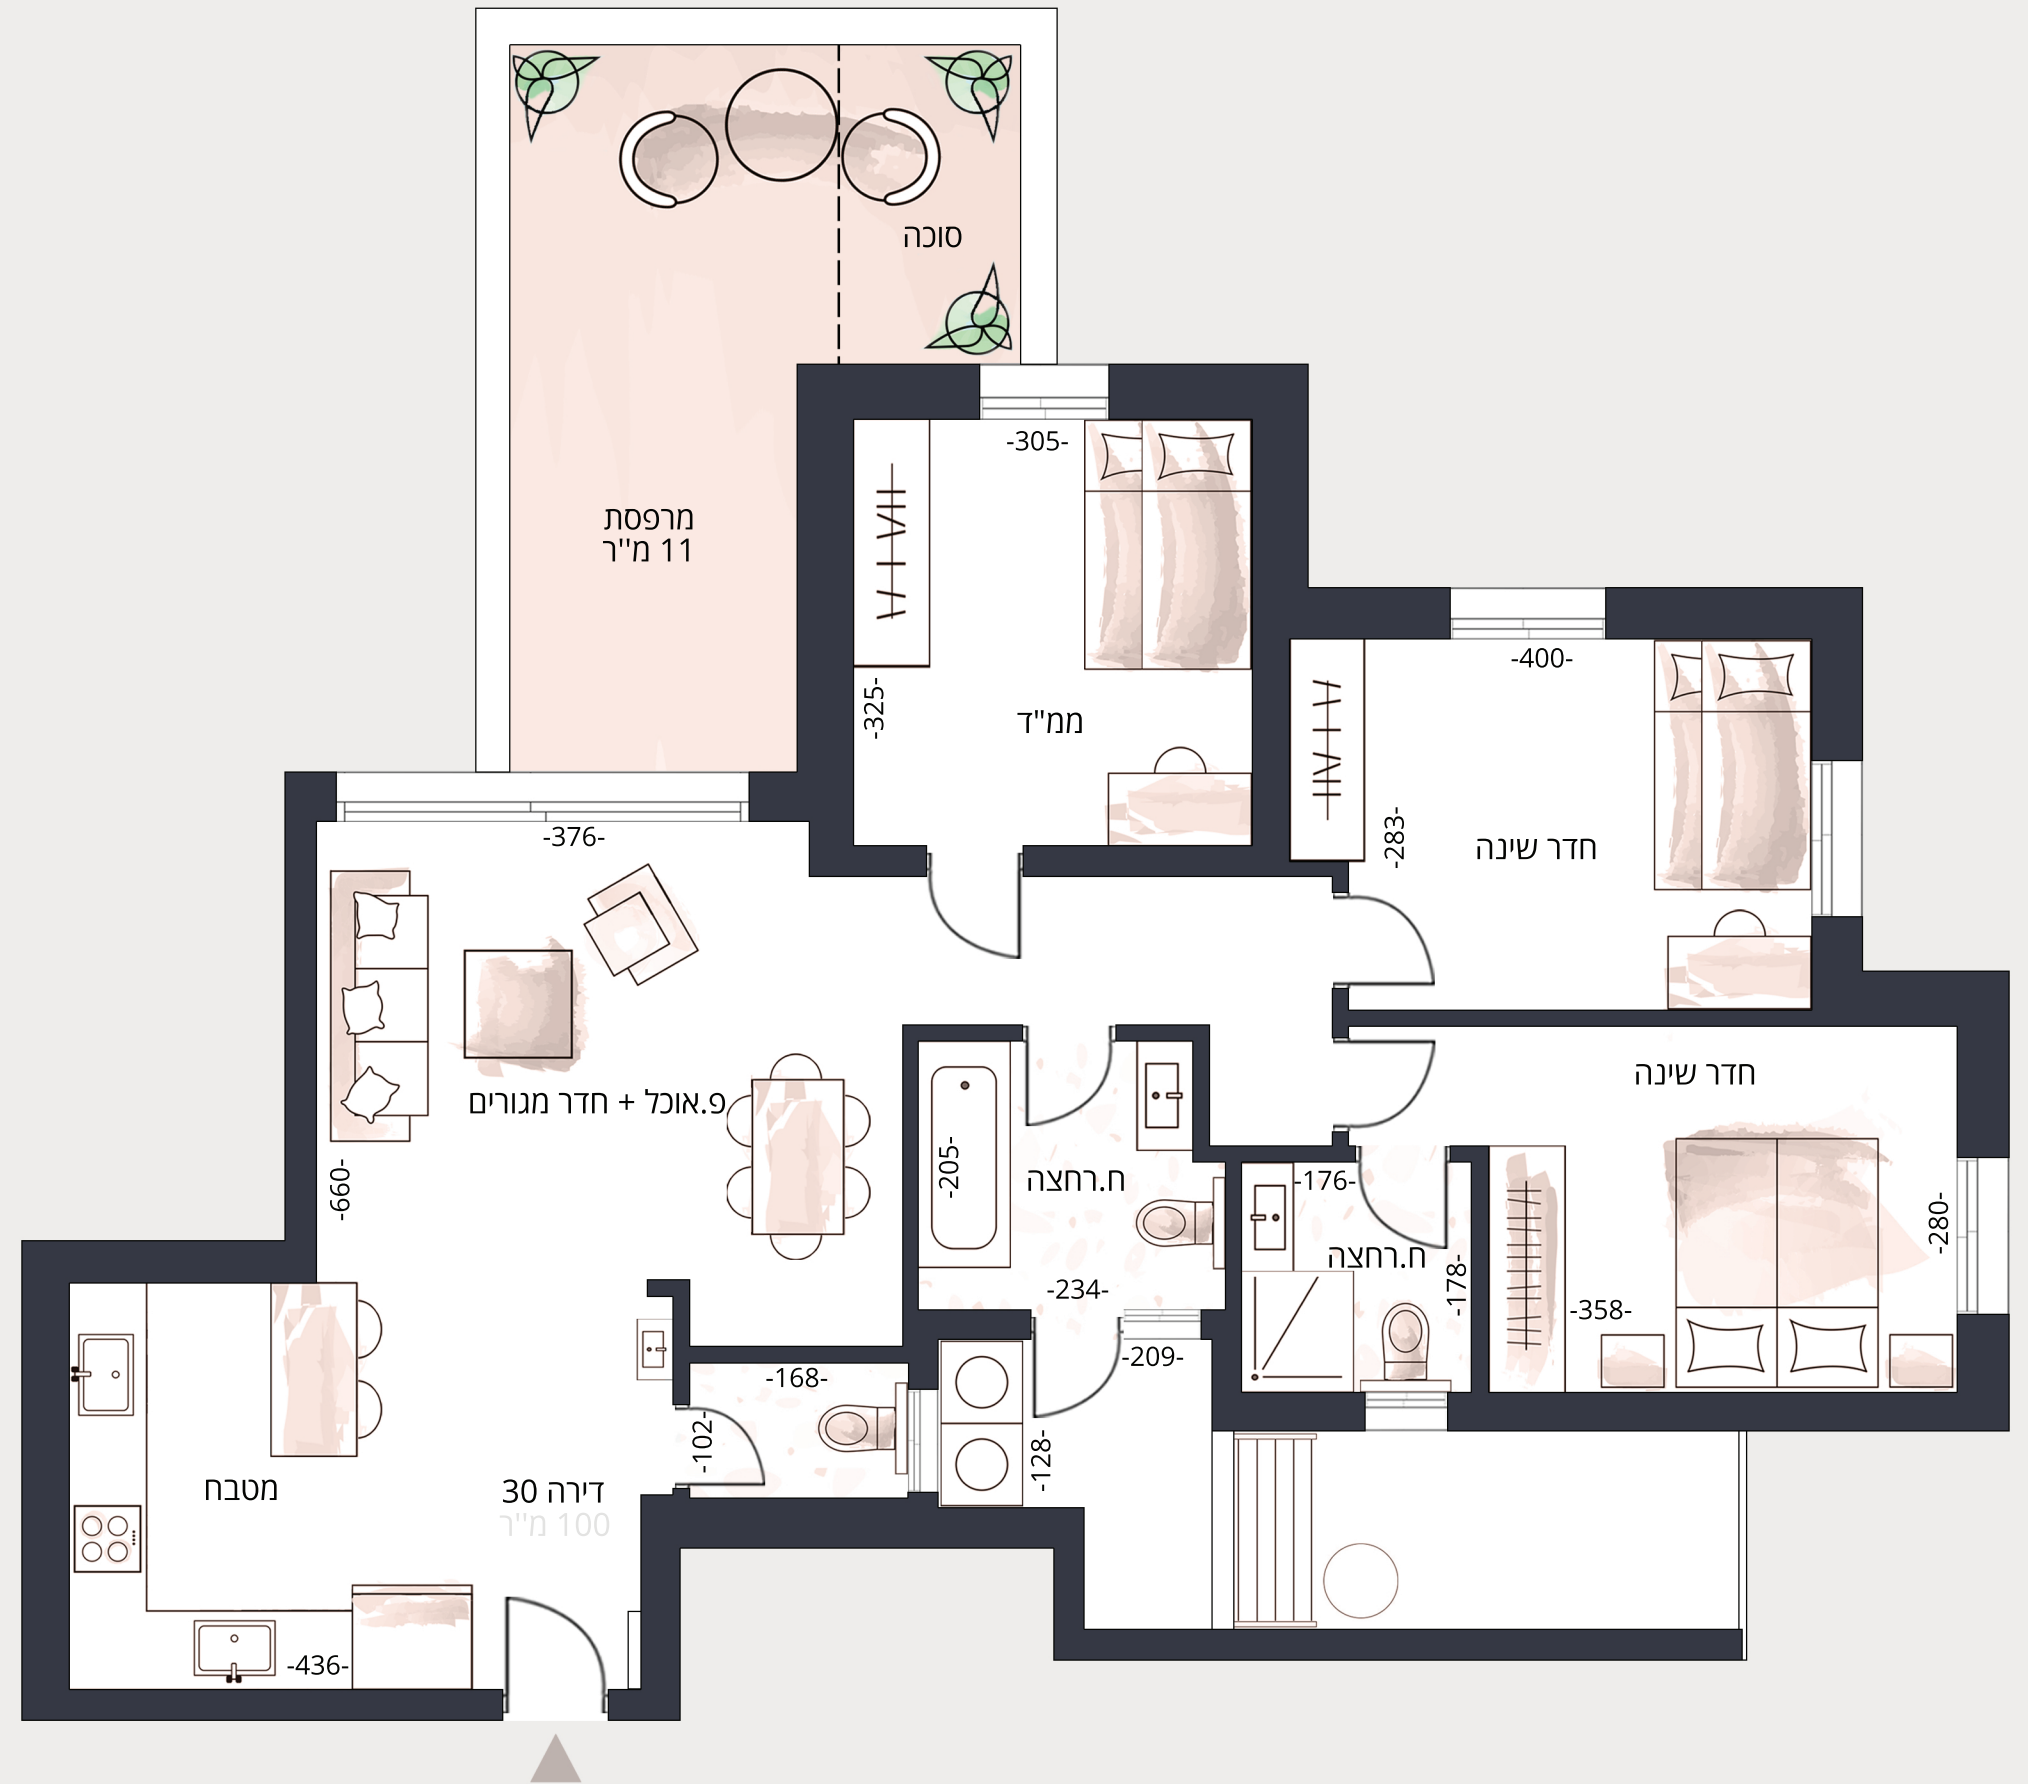 סוכה
-305-
מרפסת
11 מ''ר
-400-
-325-
ממ"ד
-376-
-283-
חדר שינה
חדר שינה
פ.אוכל + חדר מגורים
-205-
ח.רחצה
-176-
-660-
-280-
ח.רחצה
-178-
-234-
-358-
-209-
-168-
-102-
-128-
מטבח
דירה 30
100 מ''ר
-436-